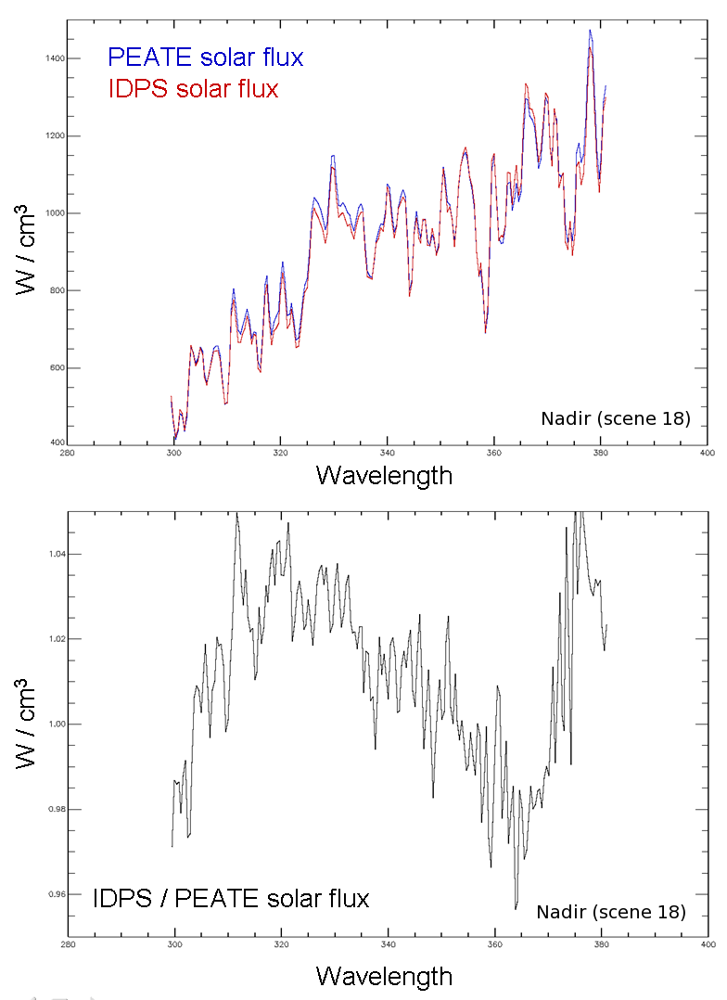 PEATE solar flux
IDPS solar flux
1400
1200
1000
800
600
400
W / cm³
Nadir (scene 18)
280 300 320 340 360 380 400
Wavelength
1.04
1.02
1.00
0.98
0.96
W / cm³
IDPS / PEATE solar flux
Nadir (scene 18)
280 300 320 340 360 380 400
Wavelength